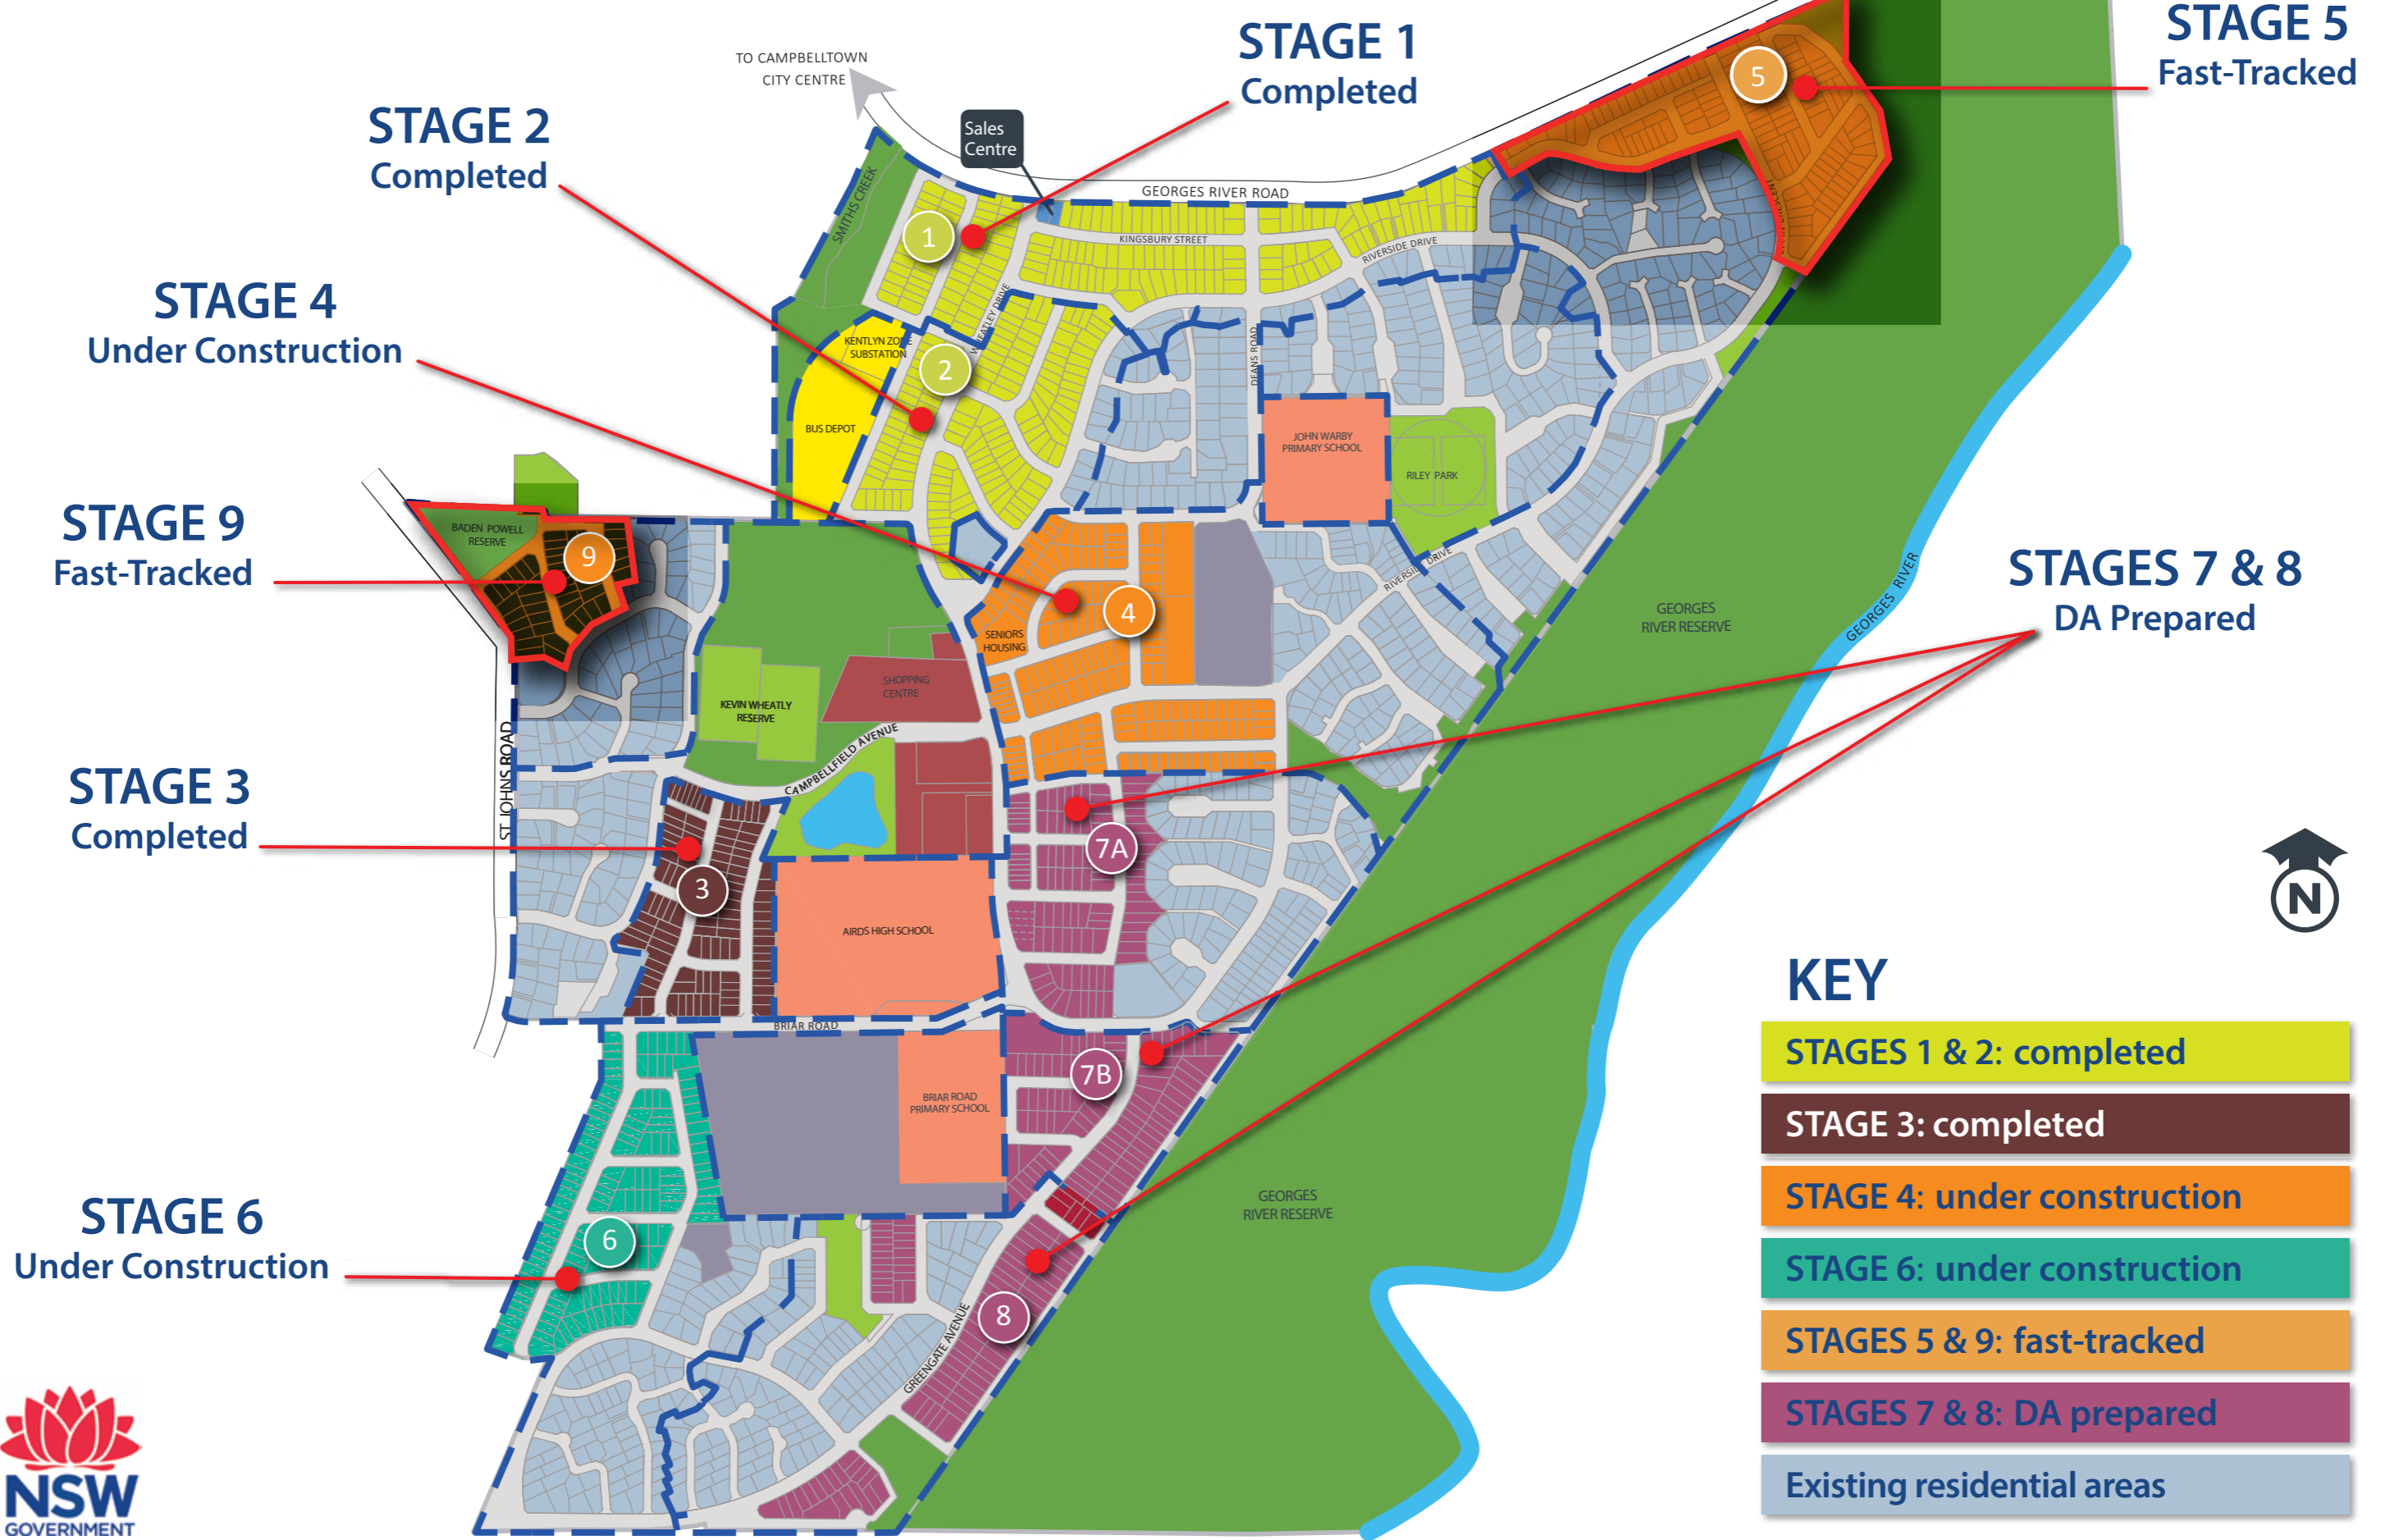 STAGE 1
Completed
STAGE 5
Fast-Tracked
TO CAMPBELLTOWN
CITY CENTRE
STAGE 2
Completed
Sales
Centre
5
SMITHS CREEK
GEORGES RIVER ROAD
1
KINGSBURY STREET
RIVERSIDE DRIVE
STAGE 4
Under Construction
WHEATLEY DRIVE
KENTLYN ZONE
SUBSTATION
2
DEANS ROAD
BUS DEPOT
JOHN WARBY
PRIMARY SCHOOL
RILEY PARK
STAGE 9
Fast-Tracked
BADEN POWELL
RESERVE
9
RIVERSIDE DRIVE
STAGES 7 & 8
DA Prepared
4
SENIORS
HOUSING
GEORGES
RIVER RESERVE
GEORGES RIVER
SHOPPING
CENTRE
KEVIN WHEATLY
RESERVE
CAMPBELLFIELD AVENUE
ST JOHNS ROAD
STAGE 3
Completed
7A
3
N
AIRDS HIGH SCHOOL
BRIAR ROAD
7B
BRIAR ROAD
PRIMARY SCHOOL
GEORGES
RIVER RESERVE
STAGE 6
Under Construction
6
8
GREENGATE AVENUE
KEY
STAGES 1 & 2: completed
STAGE 3: completed
STAGE 4: under construction
STAGE 6: under construction
STAGES 5 & 9: fast-tracked
STAGES 7 & 8: DA prepared
Existing residential areas
NSW
GOVERNMENT